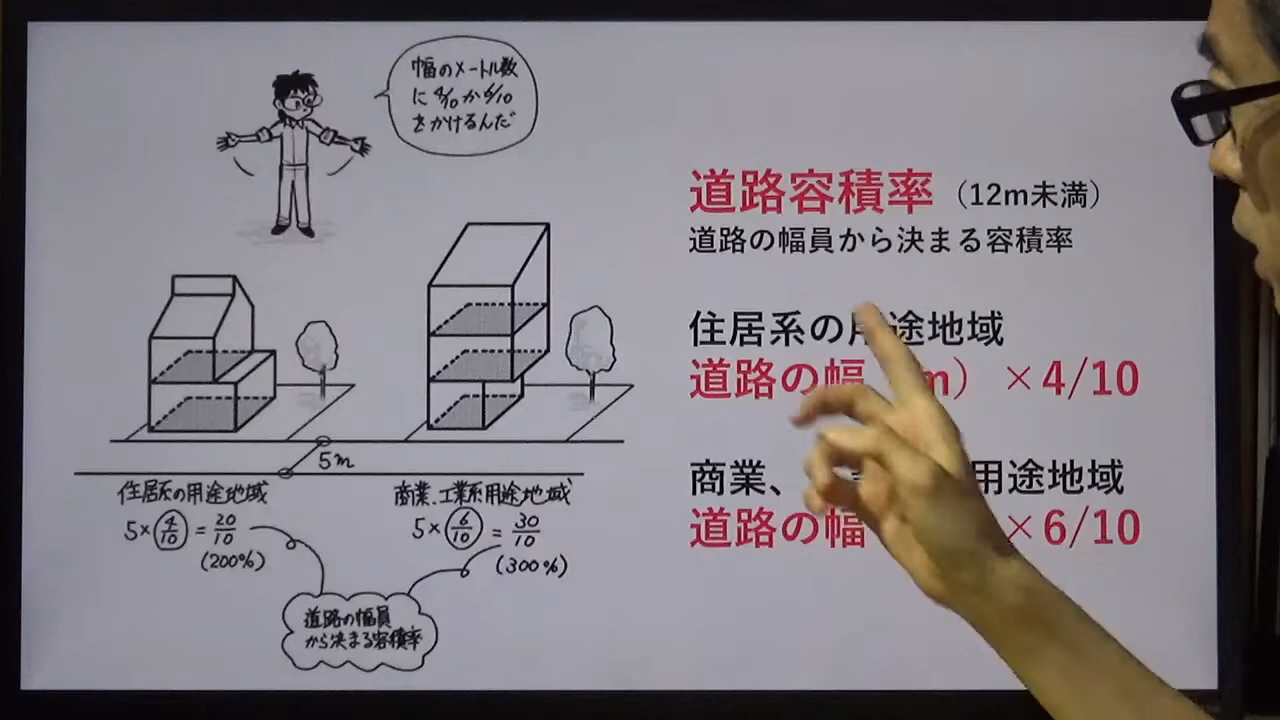 幅のメートル数
に4/10か6/10
をかけるんだ
道路容積率（12m未満）
道路の幅員から決まる容積率
住居系の用途地域
道路の幅 m） ×4/10
商業、 用途地域
道路の幅 ×6/10
5m
住居系の用途地域
5×4/10=20/10
(200%)
商業、工業系用途地域
5×6/10=30/10
(300%)
道路の幅員
から決まる容積率